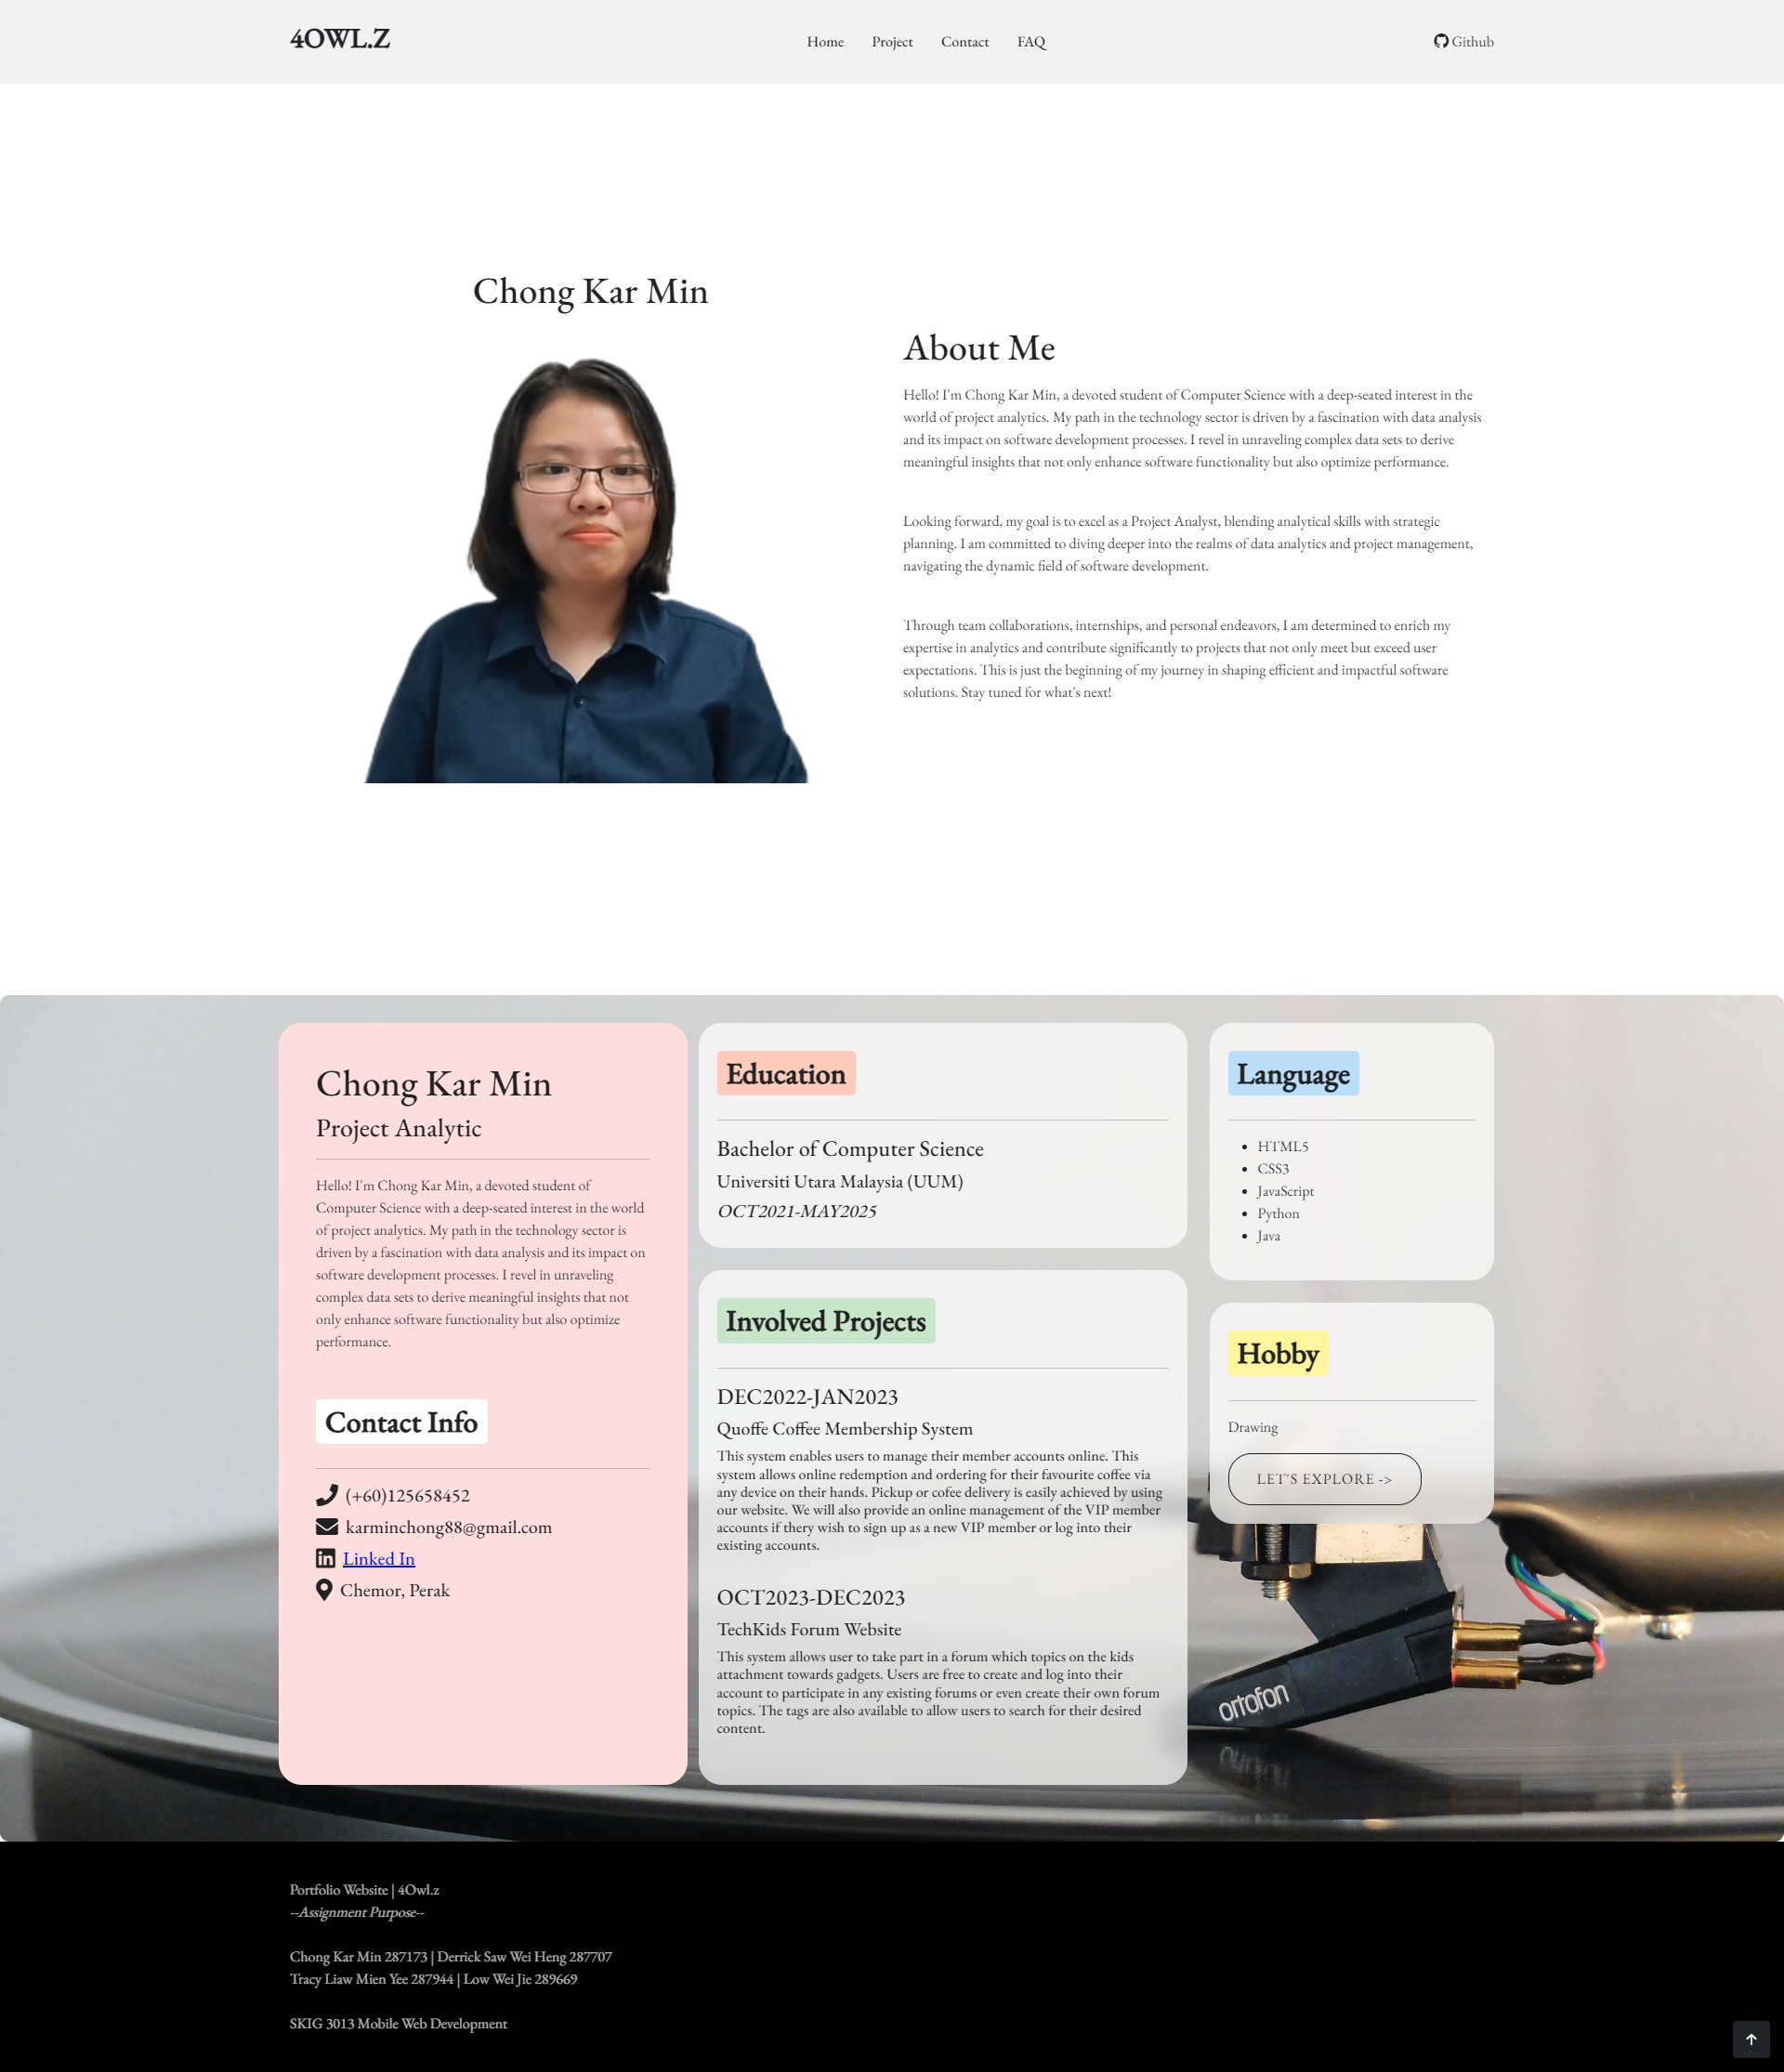 4OWL.Z
Home
Project
Contact
FAQ
Github
Chong Kar Min
About Me
Hello! I'm Chong Kar Min, a devoted student of Computer Science with a deep-seated interest in the
world of project analytics. My path in the technology sector is driven by a fascination with data analysis
and its impact on software development processes. I revel in unraveling complex data sets to derive
meaningful insights that not only enhance software functionality but also optimize performance.
Looking forward, my goal is to excel as a Project Analyst, blending analytical skills with strategic
planning. I am committed to diving deeper into the realms of data analytics and project management,
navigating the dynamic field of software development.
Through team collaborations, internships, and personal endeavors, I am determined to enrich my
expertise in analytics and contribute significantly to projects that not only meet but exceed user
expectations. This is just the beginning of my journey in shaping efficient and impactful software
solutions. Stay tuned for what's next!
Chong Kar Min
Project Analytic
Hello! I'm Chong Kar Min, a devoted student of
Computer Science with a deep-seated interest in the world
of project analytics. My path in the technology sector is
driven by a fascination with data analysis and its impact on
software development processes. I revel in unraveling
complex data sets to derive meaningful insights that not
only enhance software functionality but also optimize
performance.
Contact Info
(+60)125658452
karminchong88@gmail.com
Linked In
Chemor, Perak
Education
Bachelor of Computer Science
Universiti Utara Malaysia (UUM)
OCT2021-MAY2025
Involved Projects
DEC2022-JAN2023
Quoffe Coffee Membership System
This system enables users to manage their member accounts online. This
system allows online redemption and ordering for their favourite coffee via
any device on their hands. Pickup or cofee delivery is easily achieved by using
our website. We will also provide an online management of the VIP member
accounts if thery wish to sign up as a new VIP member or log into their
existing accounts.
OCT2023-DEC2023
TechKids Forum Website
This system allows user to take part in a forum which topics on the kids
attachment towards gadgets. Users are free to create and log into their
account to participate in any existing forums or even create their own forum
topics. The tags are also available to allow users to search for their desired
content.
Language
HTML5
CSS3
JavaScript
Python
Java
Hobby
Drawing
LET'S EXPLORE ->
ortofon
Portfolio Website | 4Owl.z
--Assignment Purpose--
Chong Kar Min 287173 | Derrick Saw Wei Heng 287707
Tracy Liaw Mien Yee 287944 | Low Wei Jie 289669
SKIG 3013 Mobile Web Development